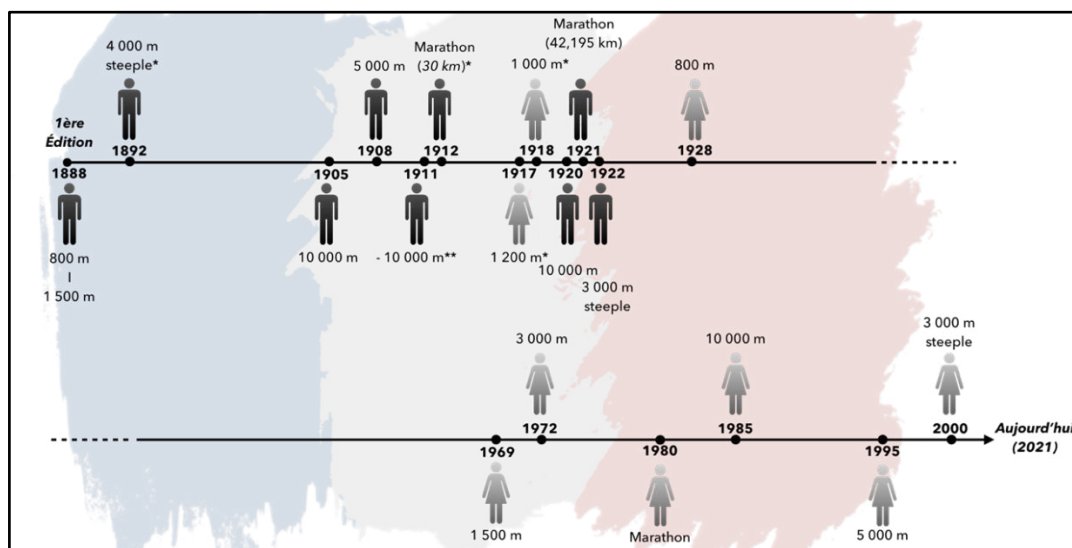 4 000 m
steeple*
5 000 m
Marathon
(30 km)*
1 000 m*
Marathon
(42,195 km)
800 m
1ère
Édition
1892
1908
1912
1918
1921
1928
1888
1905
1911
1917
1920
1922
800 m
I
1 500 m
10 000 m
- 10 000 m**
1 200 m*
10 000 m
3 000 m
steeple
3 000 m
10 000 m
3 000 m
steeple
1972
1985
2000
Aujourd'hui
(2021)
1969
1980
1995
1 500 m
Marathon
5 000 m